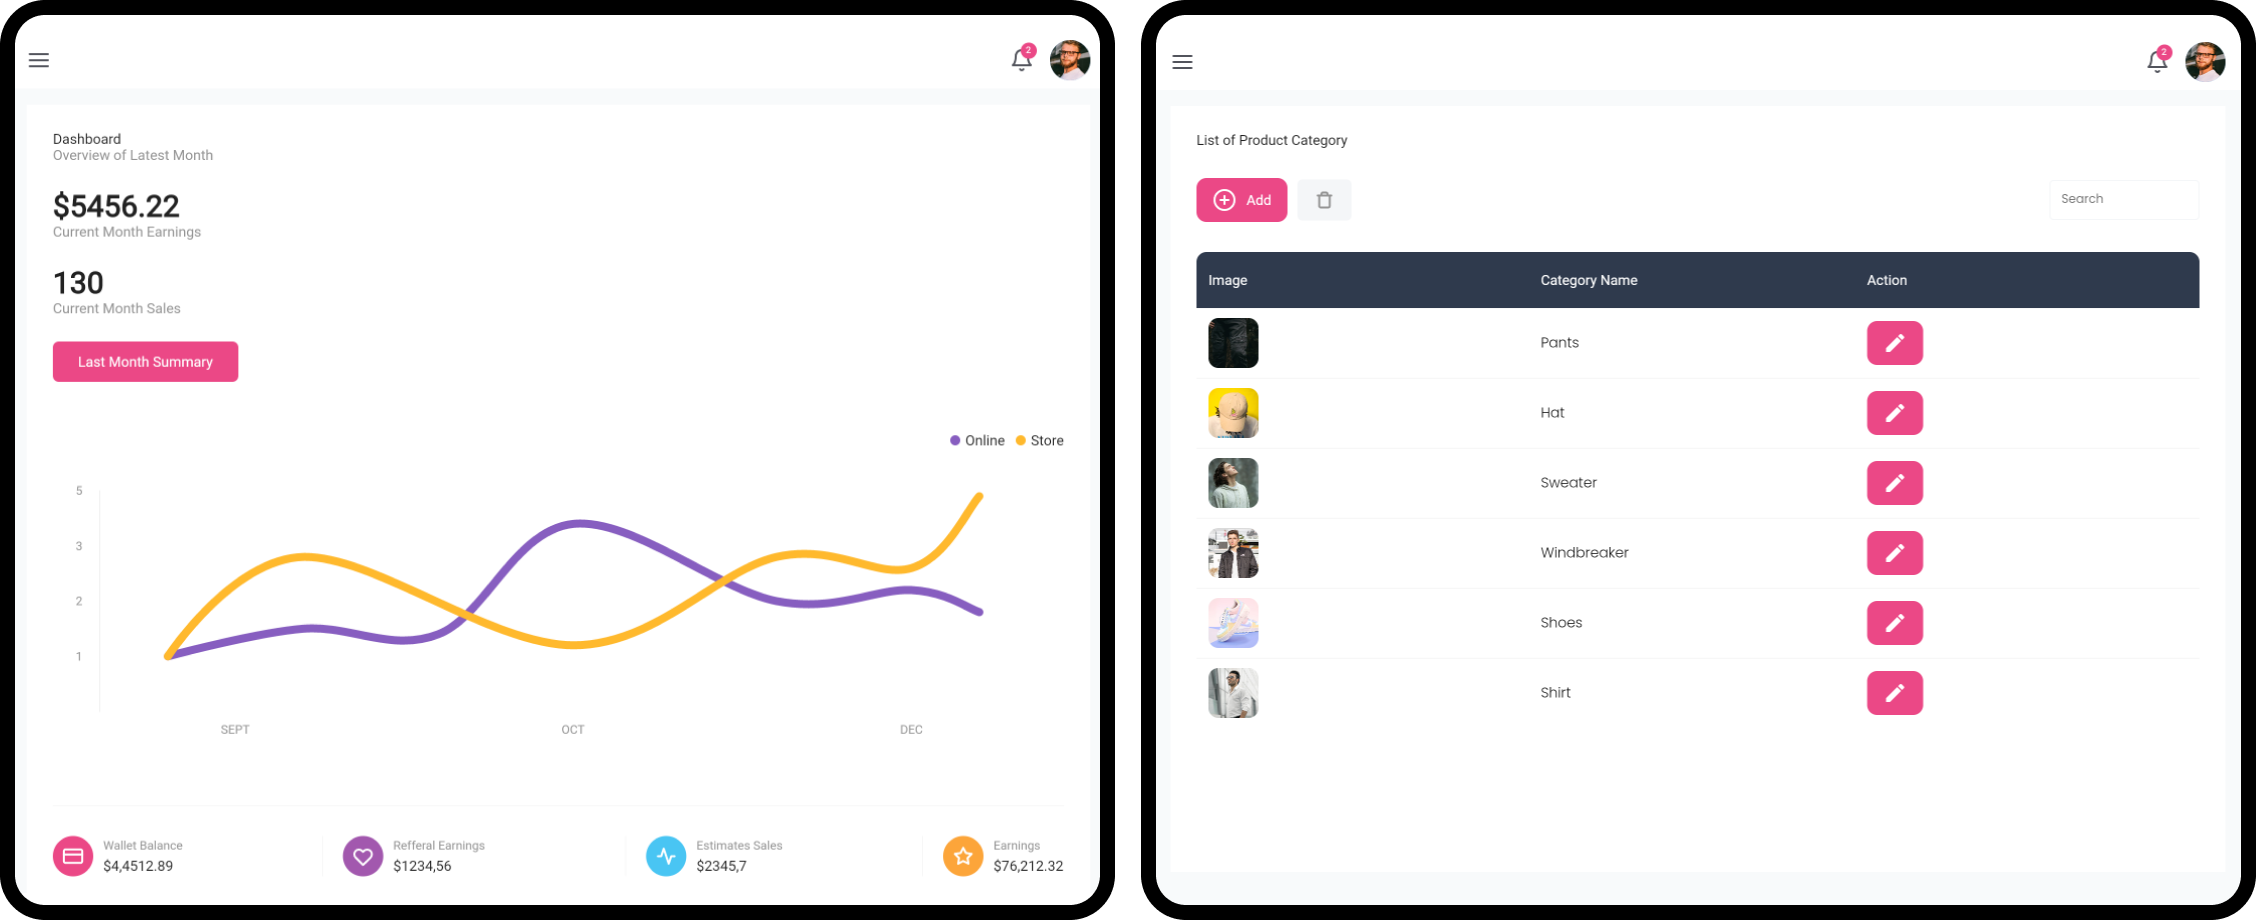 2
Dashboard
Overview of Latest Month
$5456.22
Current Month Earnings
130
Current Month Sales
Last Month Summary
Online Store
5
3
2
1
SEPT OCT DEC
Wallet Balance
$4,4512.89
Refferal Earnings
$1234,56
Estimates Sales
$2345,7
Earnings
$76,212.32
2
List of Product Category
Add
Search
Image Category Name Action
Pants
Hat
Sweater
Windbreaker
Shoes
Shirt